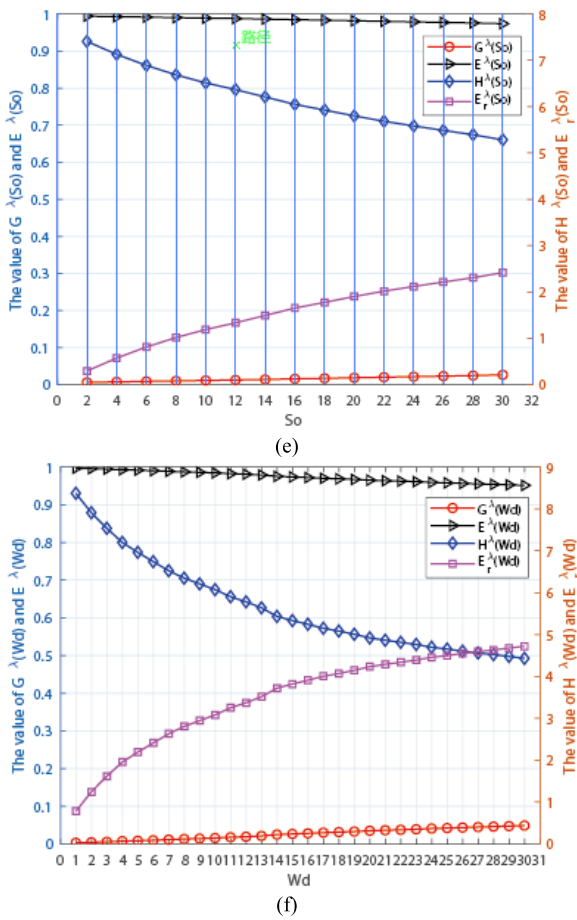 1
0.9
0.8
0.7
0.6
0.5
0.4
0.3
0.2
0.1
0
The value of G λ(So) and E λ(So)
路径
G λ(So)
E λ(So)
H λ(So)
E r λ(So)
8
7
6
5
4
3
2
1
0
The value of H λ(So) and E r λ(So)
0 2 4 6 8 10 12 14 16 18 20 22 24 26 28 30 32
So
(e)
1
0.9
0.8
0.7
0.6
0.5
0.4
0.3
0.2
0.1
0
The value of G λ(Wd) and E λ(Wd)
G λ(Wd)
E λ(Wd)
H λ(Wd)
E r λ(Wd)
9
8
7
6
5
4
3
2
1
0
The value of H λ(Wd) and E r λ(Wd)
0 1 2 3 4 5 6 7 8 9 10 11 12 13 14 15 16 17 18 19 20 21 22 23 24 25 26 27 28 29 30 31
Wd
(f)